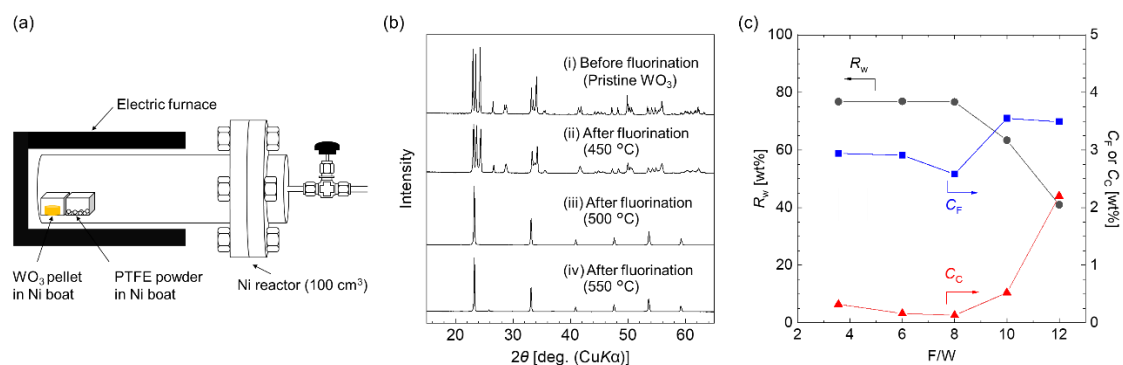 (a)
Electric furnace
WO3 pellet
in Ni boat
PTFE powder
in Ni boat
Ni reactor (100 cm3)
(b)
(i) Before fluorination
(Pristine WO3)
(ii) After fluorination
(450 °C)
(iii) After fluorination
(500 °C)
(iv) After fluorination
(550 °C)
Intensity
20 30 40 50 60
2θ [deg. (CuKα)]
(c)
100
80
60
40
20
0
Rw [wt%]
Rw
CF
CC
5
4
3
2
1
0
CF or CC [wt%]
2 4 6 8 10 12
F/W